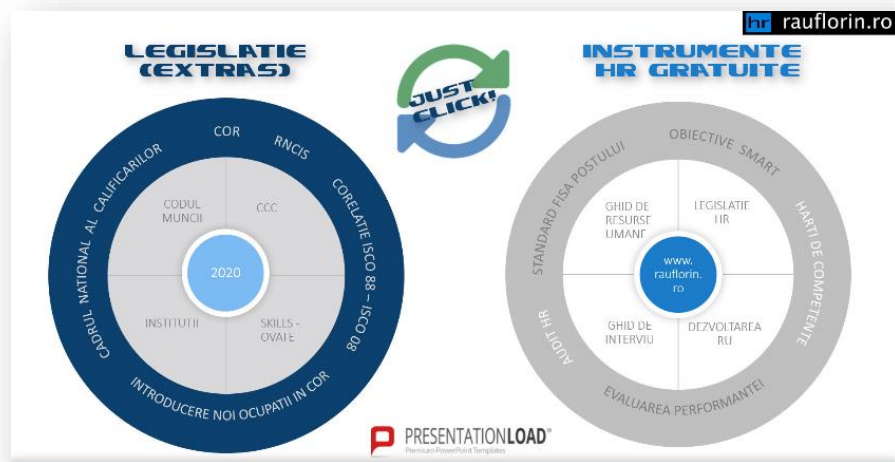 hr rauflorin.ro
LEGISLATIE
(EXTRAS)
JUST
CLICK!
INSTRUMENTE
HR GRATUITE
CADRUL NATIONAL AL CALIFICARILOR
COR
RNCIS
CORELATIE ISCO 88 – ISCO 08
INTRODUCERE NOI OCUPATII IN COR
CODUL
MUNCII
CCC
2020
INSTITUTII
SKILLS -
OVATE
STANDARD FISA POSTULUI
OBIECTIVE SMART
HARTI DE COMPETENTE
EVALUAREA PERFORMANTEI
AUDIT HR
GHID DE
RESURSE
UMANE
LEGISLATIE
HR
www.
rauflorin.
ro
GHID DE
INTERVIU
DEZVOLTAREA
RU
PRESENTATIONLOAD®
Premium PowerPoint Templates